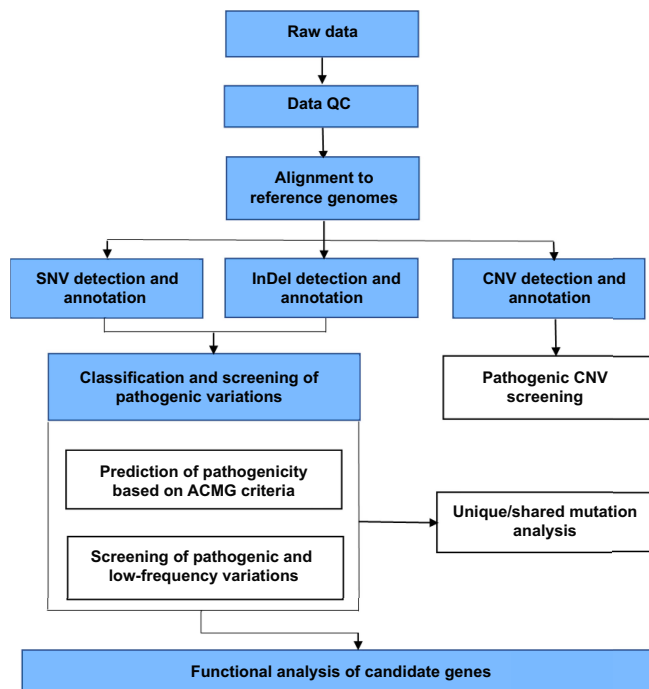 Raw data
Data QC
Alignment to
reference genomes
SNV detection and
annotation
InDel detection and
annotation
CNV detection and
annotation
Classification and screening of
pathogenic variations
Pathogenic CNV
screening
Prediction of pathogenicity
based on ACMG criteria
Unique/shared mutation
analysis
Screening of pathogenic and
low-frequency variations
Functional analysis of candidate genes